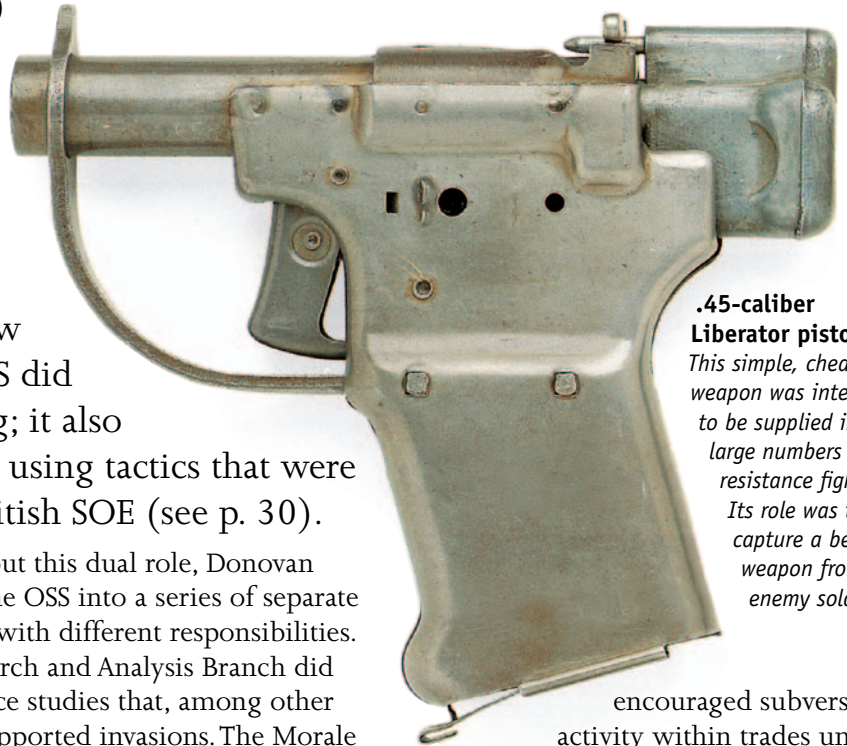 .45-caliber
Liberator pisto
This simple, chea
weapon was inte
to be supplied i
large numbers
resistance figh
Its role was t
capture a be
weapon fro
enemy sold
w
S did
g; it also
using tactics that were
itish SOE (see p. 30).
out this dual role, Donovan
ne OSS into a series of separate
with different responsibilities.
arch and Analysis Branch did
ce studies that, among other
pported invasions. The Morale
encouraged subvers
activity within trades un